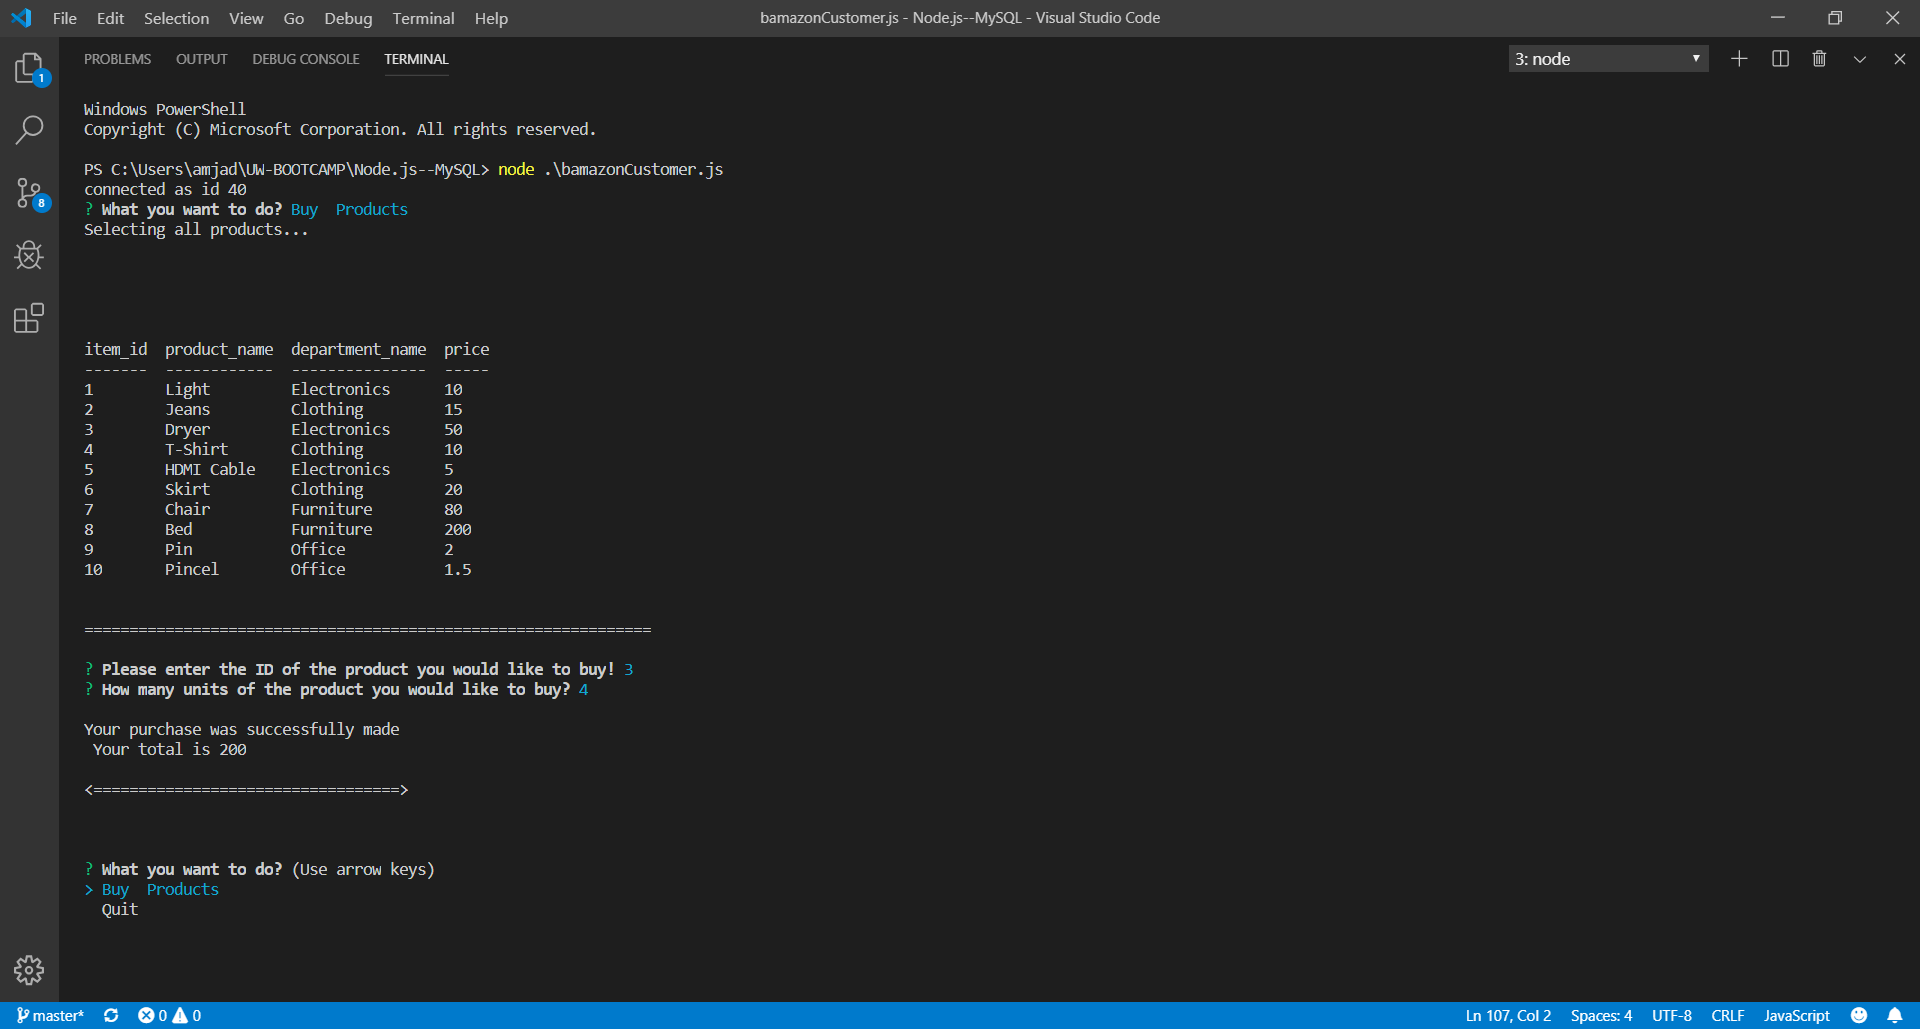 File Edit Selection View Go Debug Terminal Help
bamazonCustomer.js - Node.js--MySQL - Visual Studio Code
PROBLEMS OUTPUT DEBUG CONSOLE TERMINAL
3: node
1
8
Windows PowerShell
Copyright (C) Microsoft Corporation. All rights reserved.
PS C:\Users\amjad\UW-BOOTCAMP\Node.js--MySQL> node .\bamazonCustomer.js
connected as id 40
? What you want to do? Buy  Products
Selecting all products...
item_id  product_name  department_name  price
-------  ------------  ---------------  -----
1        Light         Electronics      10
2        Jeans         Clothing         15
3        Dryer         Electronics      50
4        T-Shirt       Clothing         10
5        HDMI Cable    Electronics      5
6        Skirt         Clothing         20
7        Chair         Furniture        80
8        Bed           Furniture        200
9        Pin           Office           2
10       Pincel        Office           1.5
===============================================================
? Please enter the ID of the product you would like to buy! 3
? How many units of the product you would like to buy? 4
Your purchase was successfully made
Your total is 200
<==================================>
? What you want to do? (Use arrow keys)
> Buy  Products
Quit
master* 0 0
Ln 107, Col 2 Spaces: 4 UTF-8 CRLF JavaScript